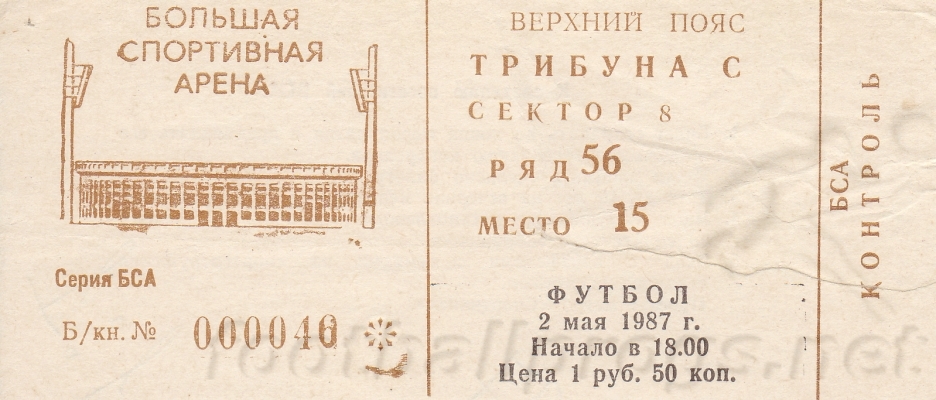 БОЛЬШАЯ
СПОРТИВНАЯ
АРЕНА
Серия БСА
Б/кн. № 000040
ВЕРХНИЙ ПОЯС
ТРИБУНА С
СЕКТОР 8
РЯД 56
МЕСТО 15
ФУТБОЛ
2 мая 1987 г.
Начало в 18.00
Цена 1 руб. 50 коп.
БСА
КОНТРОЛЬ